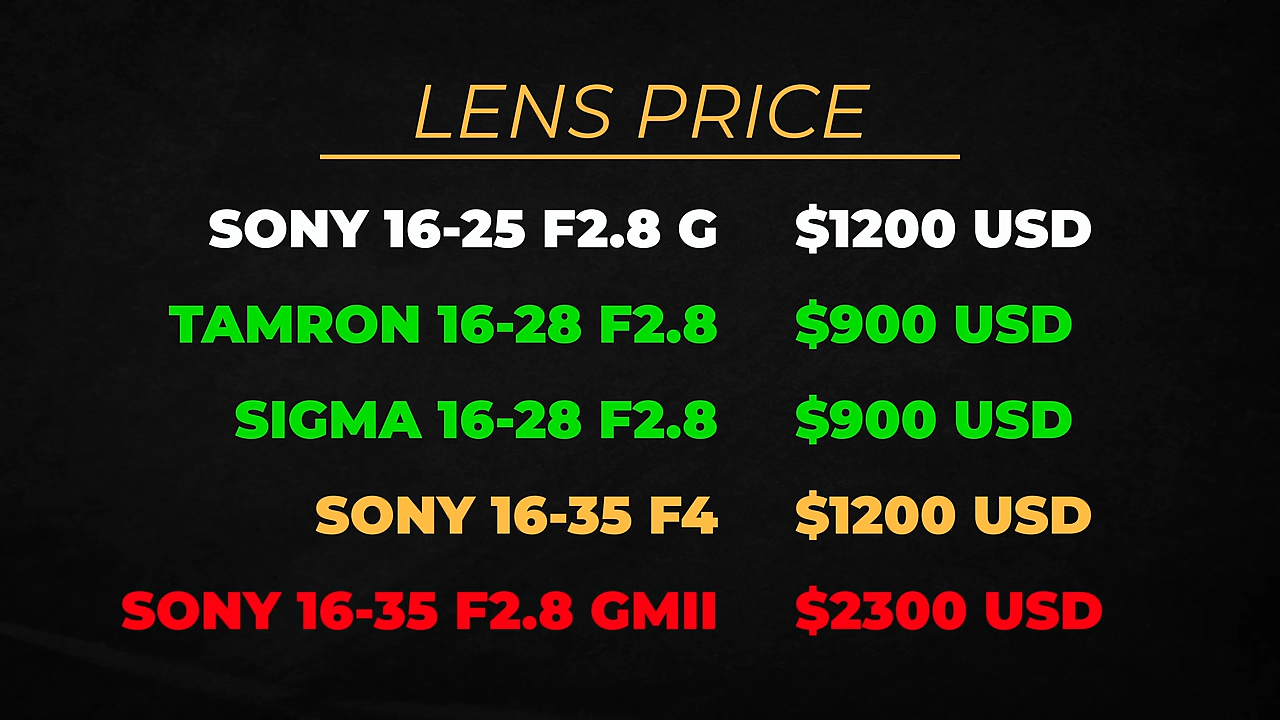 LENS PRICE
SONY 16-25 F2.8 G $1200 USD
TAMRON 16-28 F2.8 $900 USD
SIGMA 16-28 F2.8 $900 USD
SONY 16-35 F4 $1200 USD
SONY 16-35 F2.8 GMII $2300 USD